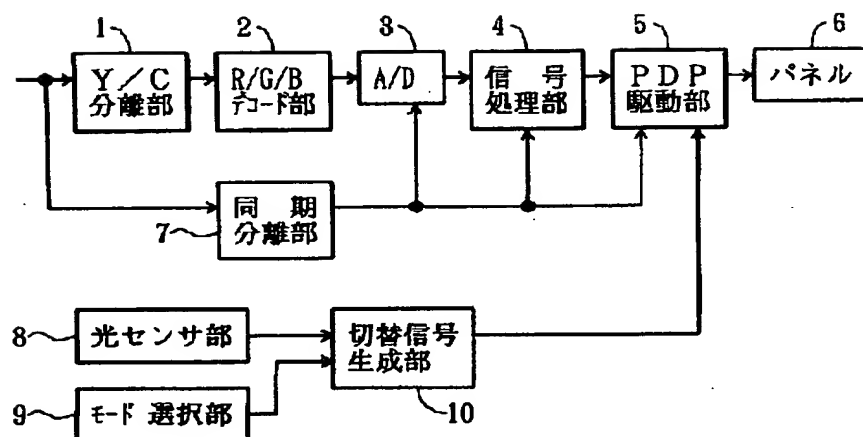 1
2
3
4
5
6
Y/C
分離部
R/G/B
デコード部
A/D
信 号
処理部
PDP
駆動部
パネル
同 期
分離部
7
8
光センサ部
切替信号
生成部
9
モード 選択部
10